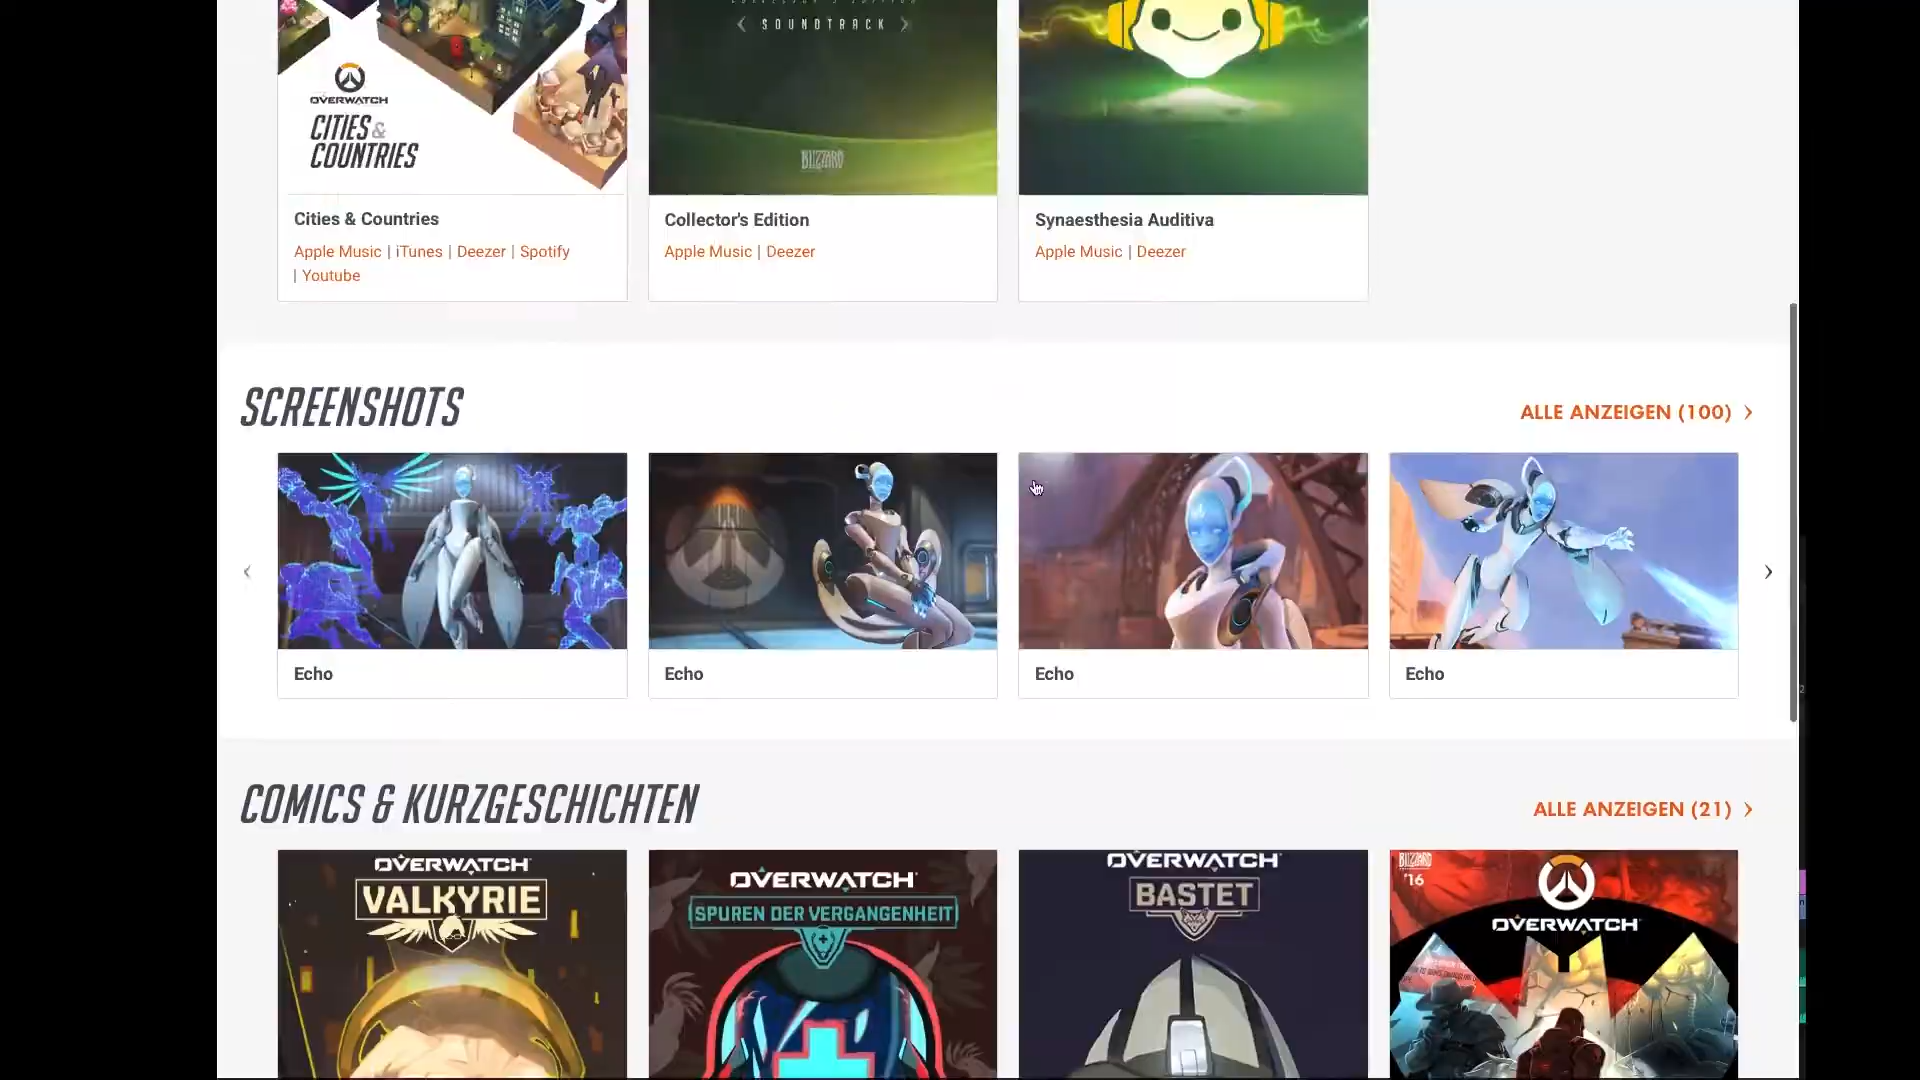 SOUNDTRACK
OVERWATCH
CITIES &
COUNTRIES
BLIZZARD
Cities & Countries
Collector's Edition
Synaesthesia Auditiva
Apple Music | iTunes | Deezer | Spotify
| Youtube
Apple Music | Deezer
Apple Music | Deezer
SCREENSHOTS
ALLE ANZEIGEN (100)
Echo
Echo
Echo
Echo
COMICS & KURZGESCHICHTEN
ALLE ANZEIGEN (21)
OVERWATCH
VALKYRIE
OVERWATCH
SPUREN DER VERGANGENHEIT
OVERWATCH
BASTET
BLIZZARD
'16
OVERWATCH